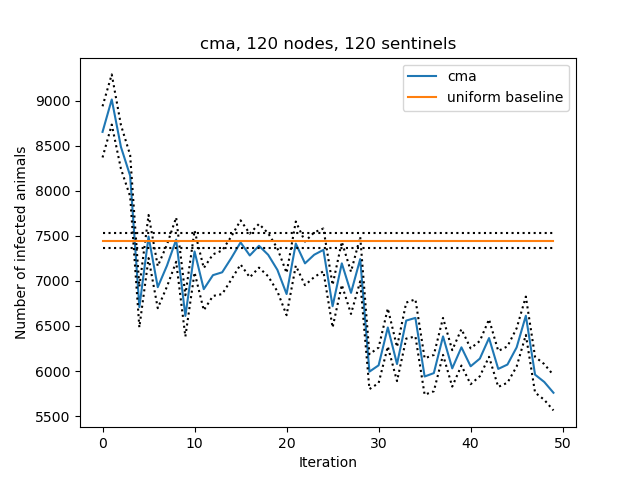 cma, 120 nodes, 120 sentinels
cma
uniform baseline
Number of infected animals
9000
8500
8000
7500
7000
6500
6000
5500
0 10 20 30 40 50
Iteration